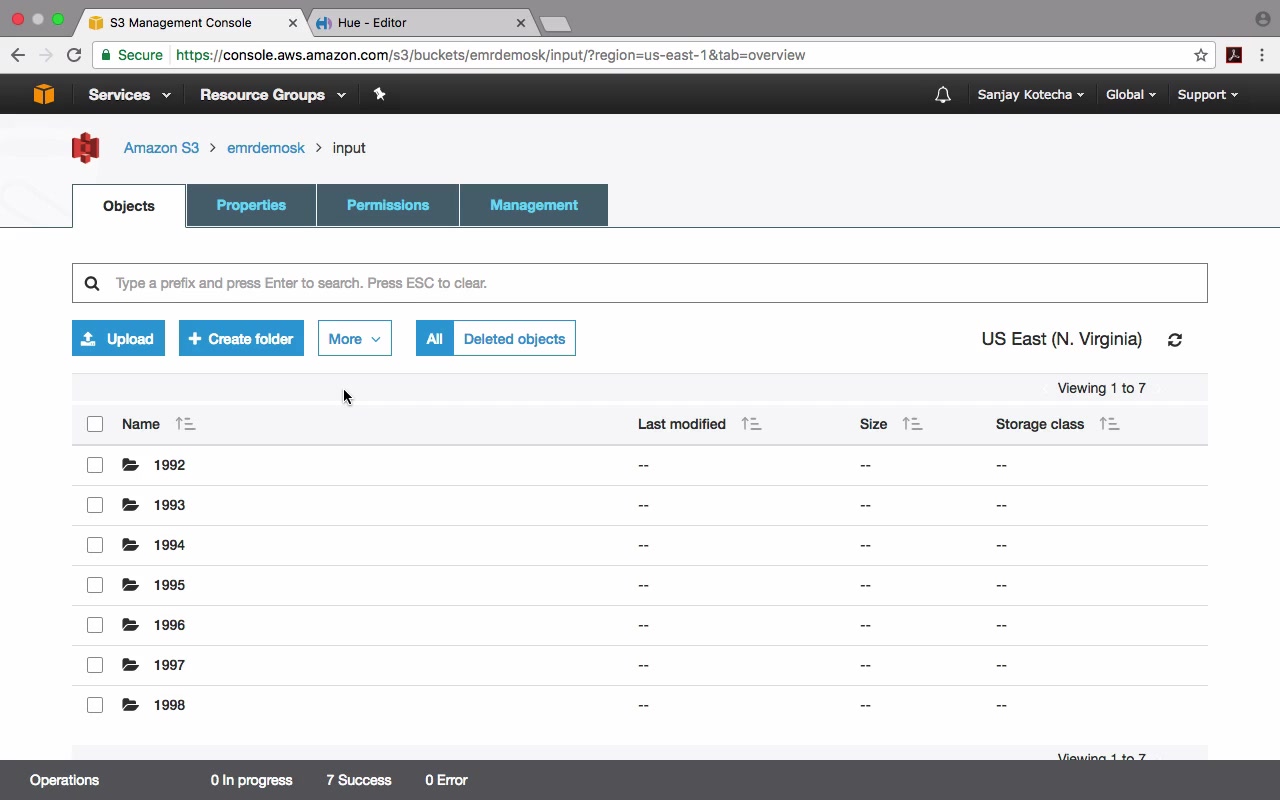 S3 Management Console
Hue - Editor
Secure https://console.aws.amazon.com/s3/buckets/emrdemosk/input/?region=us-east-1&tab=overview
Services Resource Groups Sanjay Kotecha Global Support
Amazon S3 > emrdemosk > input
Objects Properties Permissions Management
Type a prefix and press Enter to search. Press ESC to clear.
Upload + Create folder More All Deleted objects US East (N. Virginia)
Viewing 1 to 7
Name Last modified Size Storage class
1992 -- -- --
1993 -- -- --
1994 -- -- --
1995 -- -- --
1996 -- -- --
1997 -- -- --
1998 -- -- --
Viewing 1 to 7
Operations 0 In progress 7 Success 0 Error